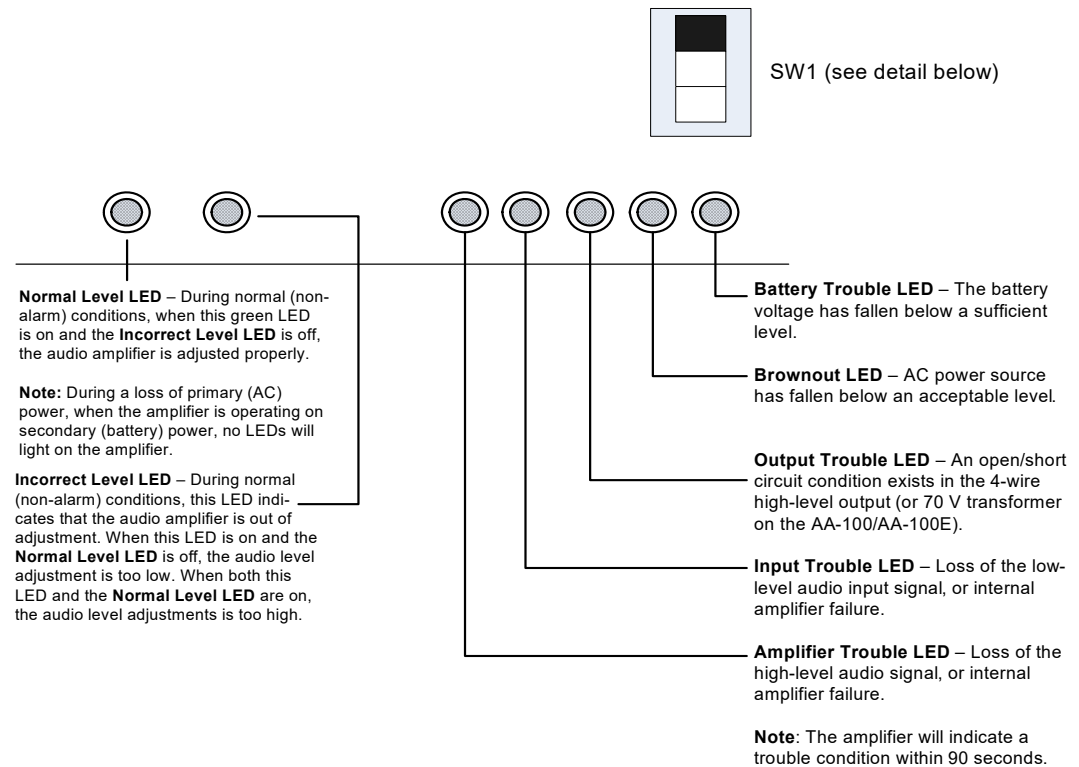 SW1 (see detail below)
Normal Level LED – During normal (non-
alarm) conditions, when this green LED
is on and the Incorrect Level LED is off,
the audio amplifier is adjusted properly.
Note: During a loss of primary (AC)
power, when the amplifier is operating on
secondary (battery) power, no LEDs will
light on the amplifier.
Incorrect Level LED – During normal
(non-alarm) conditions, this LED indi-
cates that the audio amplifier is out of
adjustment. When this LED is on and the
Normal Level LED is off, the audio level
adjustment is too low. When both this
LED and the Normal Level LED are on,
the audio level adjustments is too high.
Battery Trouble LED – The battery
voltage has fallen below a sufficient
level.
Brownout LED – AC power source
has fallen below an acceptable level.
Output Trouble LED – An open/short
circuit condition exists in the 4-wire
high-level output (or 70 V transformer
on the AA-100/AA-100E).
Input Trouble LED – Loss of the low-
level audio input signal, or internal
amplifier failure.
Amplifier Trouble LED – Loss of the
high-level audio signal, or internal
amplifier failure.
Note: The amplifier will indicate a
trouble condition within 90 seconds.